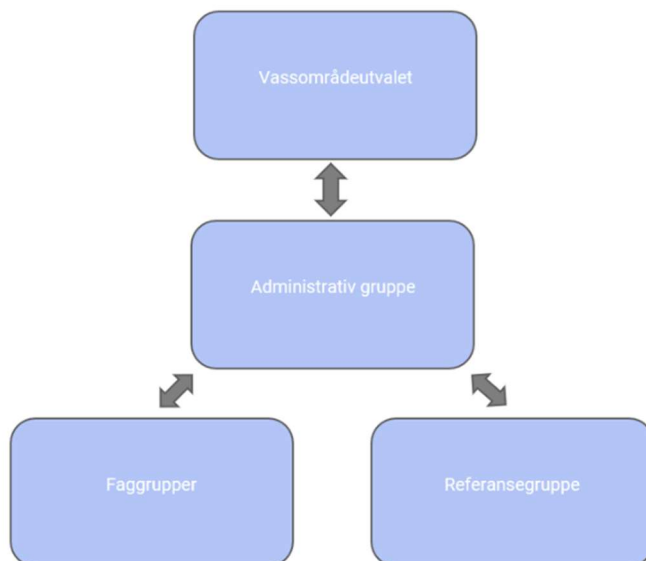 Vassområdeutvalet
Administrativ gruppe
Faggrupper
Referansegruppe